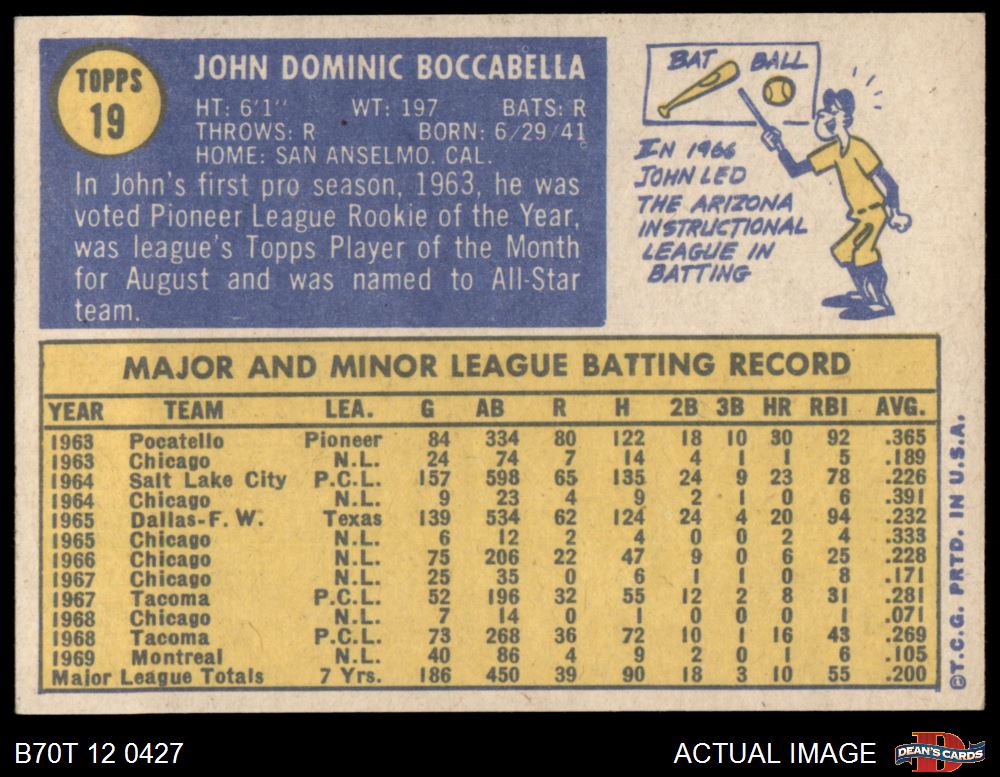 TOPPS
19
JOHN DOMINIC BOCCABELLA
HT: 6'1" WT: 197 BATS: R
THROWS: R BORN: 6/29/41
HOME: SAN ANSELMO, CAL.
In John's first pro season, 1963, he was
voted Pioneer League Rookie of the Year,
was league's Topps Player of the Month
for August and was named to All-Star
team.
BAT BALL
IN 1966
JOHN LED
THE ARIZONA
INSTRUCTIONAL
LEAGUE IN
BATTING
MAJOR AND MINOR LEAGUE BATTING RECORD
YEAR TEAM LEA. G AB R H 2B 3B HR RBI AVG.
1963 Pocatello Pioneer 84 334 80 122 18 10 30 92 .365
1963 Chicago N.L. 24 74 7 14 4 1 1 5 .189
1964 Salt Lake City P.C.L. 157 598 65 135 24 9 23 78 .226
1964 Chicago N.L. 9 23 4 9 2 1 0 6 .391
1965 Dallas-F. W. Texas 139 534 62 124 24 4 20 94 .232
1965 Chicago N.L. 6 12 2 4 0 0 2 4 .333
1966 Chicago N.L. 75 206 22 47 9 0 6 25 .228
1967 Chicago N.L. 25 35 0 6 1 1 0 8 .171
1967 Tacoma P.C.L. 52 196 32 55 12 2 8 31 .281
1968 Chicago N.L. 7 14 0 1 0 0 0 1 .071
1968 Tacoma P.C.L. 73 268 36 72 10 1 16 43 .269
1969 Montreal N.L. 40 86 4 9 2 0 1 6 .105
Major League Totals 7 Yrs. 186 450 39 90 18 3 10 55 .200
©T.C.G. PRTD. IN U.S.A.
B70T 12 0427
ACTUAL IMAGE
D
DEAN'S CARDS